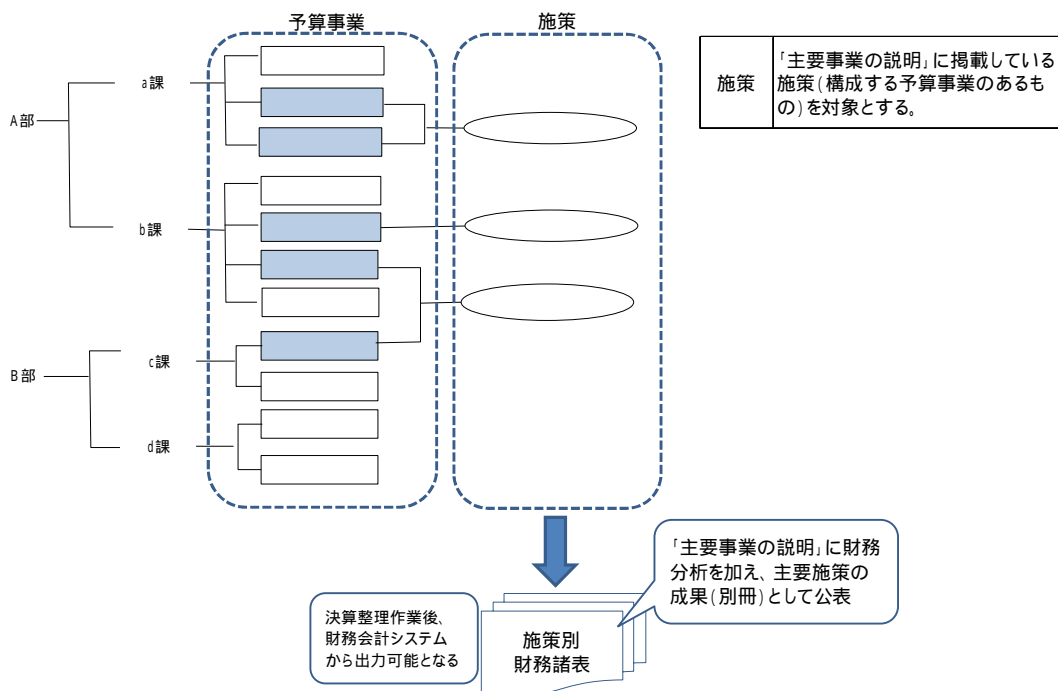 予算事業
施策
施策
「主要事業の説明」に掲載している
施策(構成する予算事業のあるも
の)を対象とする。
A部
a課
b課
B部
c課
d課
「主要事業の説明」に財務
分析を加え、主要施策の
成果(別冊)として公表
決算整理作業後、
財務会計システム
から出力可能となる
施策別
財務諸表